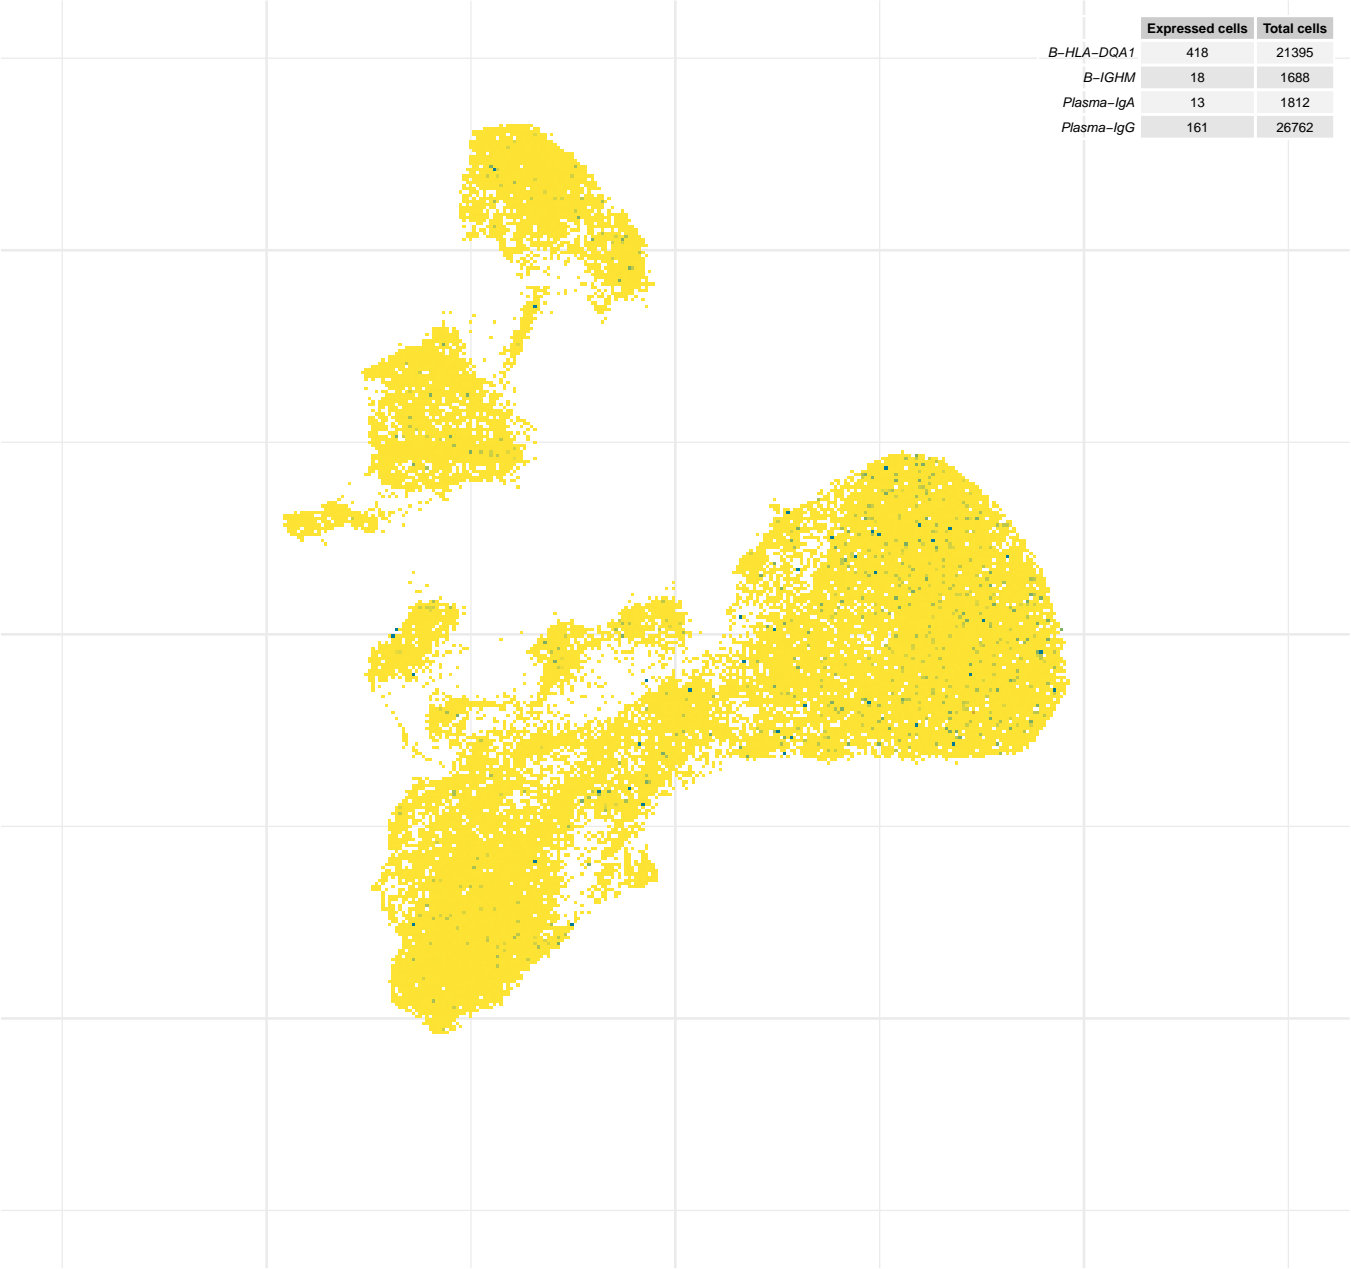 Expressed cells Total cells
B−HLA−DQA1 418 21395
B−IGHM 18 1688
Plasma−IgA 13 1812
Plasma−IgG 161 26762